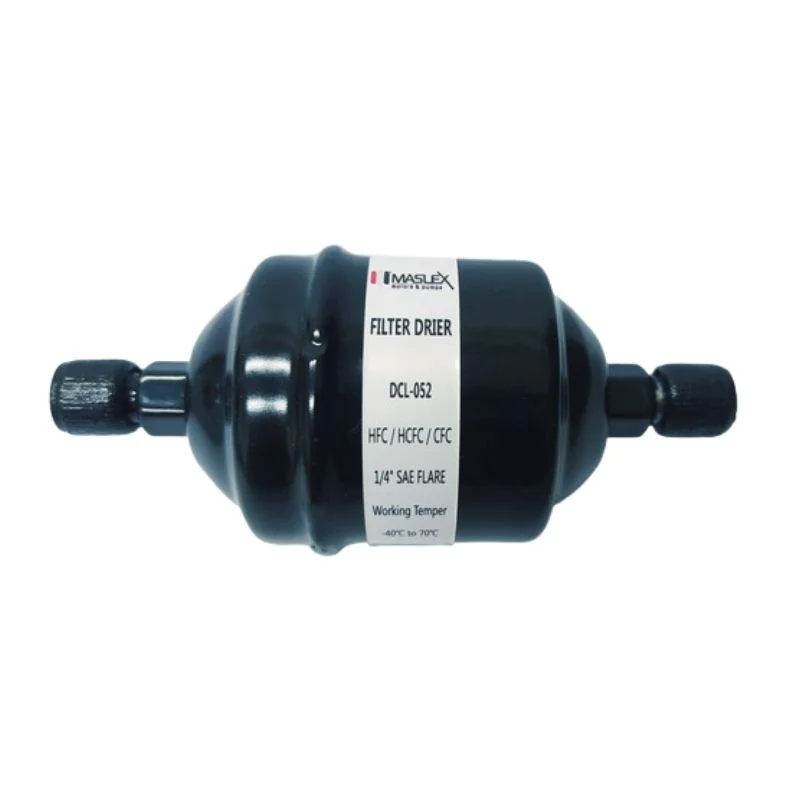 MASLEX
motors & pumps
FILTER DRIER
DCL-052
HFC / HCFC / CFC
1/4" SAE FLARE
Working Temper
-40℃ to 70℃